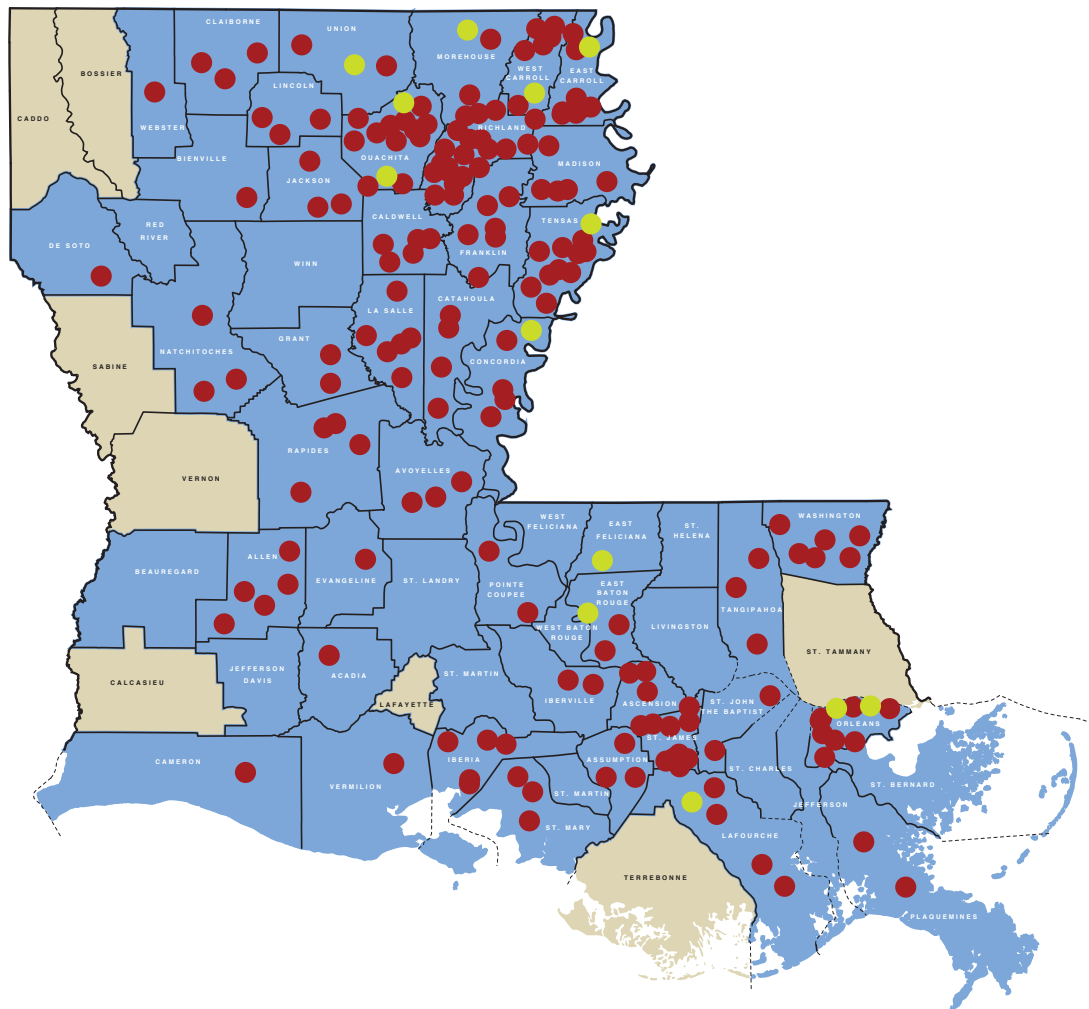 CLAIBORNE
UNION
MOREHOUSE
WEST
CARROLL
EAST
CARROLL
BOSSIER
LINCOLN
CADDO
WEBSTER
RICHLAND
BIENVILLE
OUACHITA
MADISON
JACKSON
CALDWELL
TENSAS
RED
RIVER
DE SOTO
FRANKLIN
WINN
CATAHOULA
LA SALLE
GRANT
NATCHITOCHES
CONCORDIA
SABINE
RAPIDES
AVOYELLES
VERNON
WEST
FELICIANA
EAST
FELICIANA
ST.
HELENA
WASHINGTON
ALLEN
BEAUREGARD
EVANGELINE
ST. LANDRY
POINTE
COUPEE
EAST
BATON
ROUGE
TANGIPAHOA
WEST BATON
ROUGE
LIVINGSTON
ST. TAMMANY
JEFFERSON
DAVIS
ACADIA
ST. MARTIN
CALCASIEU
LAFAYETTE
IBERVILLE
ASCENSION
ST. JOHN
THE BAPTIST
ORLEANS
ST. JAMES
CAMERON
IBERIA
ASSUMPTION
ST. CHARLES
VERMILION
ST. MARTIN
ST. BERNARD
JEFFERSON
ST. MARY
LAFOURCHE
TERREBONNE
PLAQUEMINES